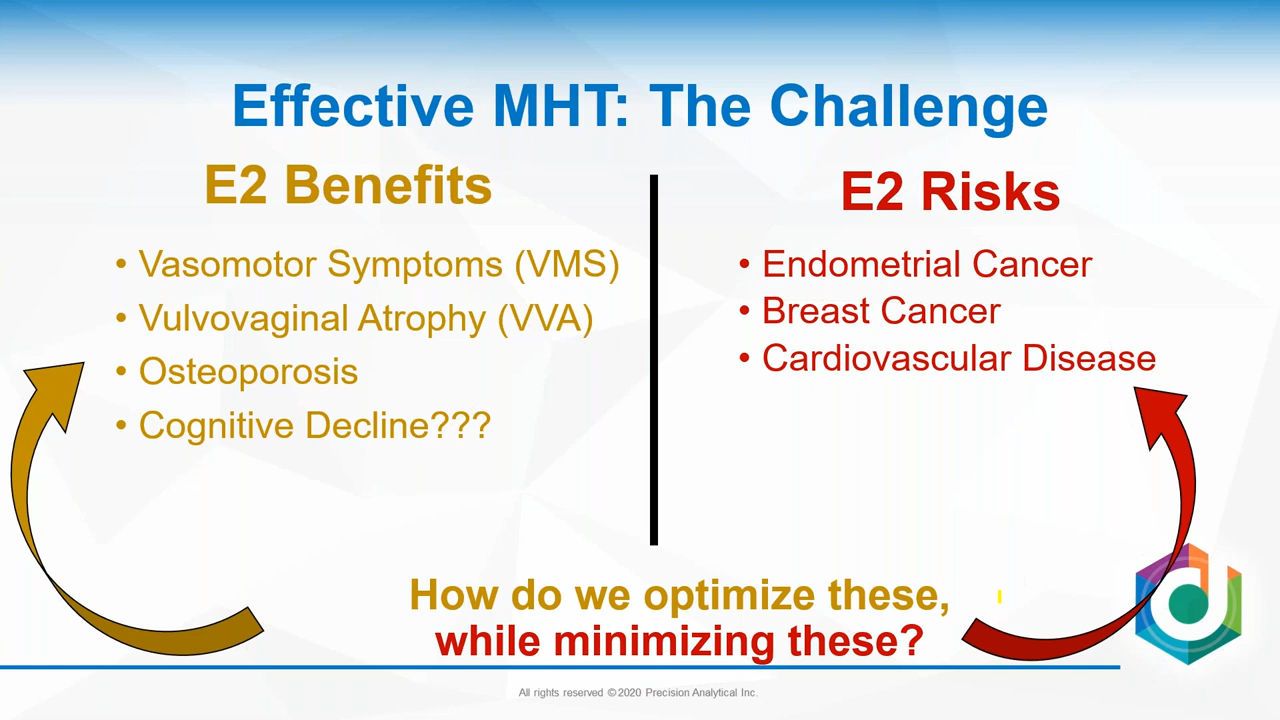 Effective MHT: The Challenge
E2 Benefits
• Vasomotor Symptoms (VMS)
• Vulvovaginal Atrophy (VVA)
• Osteoporosis
• Cognitive Decline???
E2 Risks
• Endometrial Cancer
• Breast Cancer
• Cardiovascular Disease
How do we optimize these,
while minimizing these?
All rights reserved ©2020 Precision Analytical Inc.